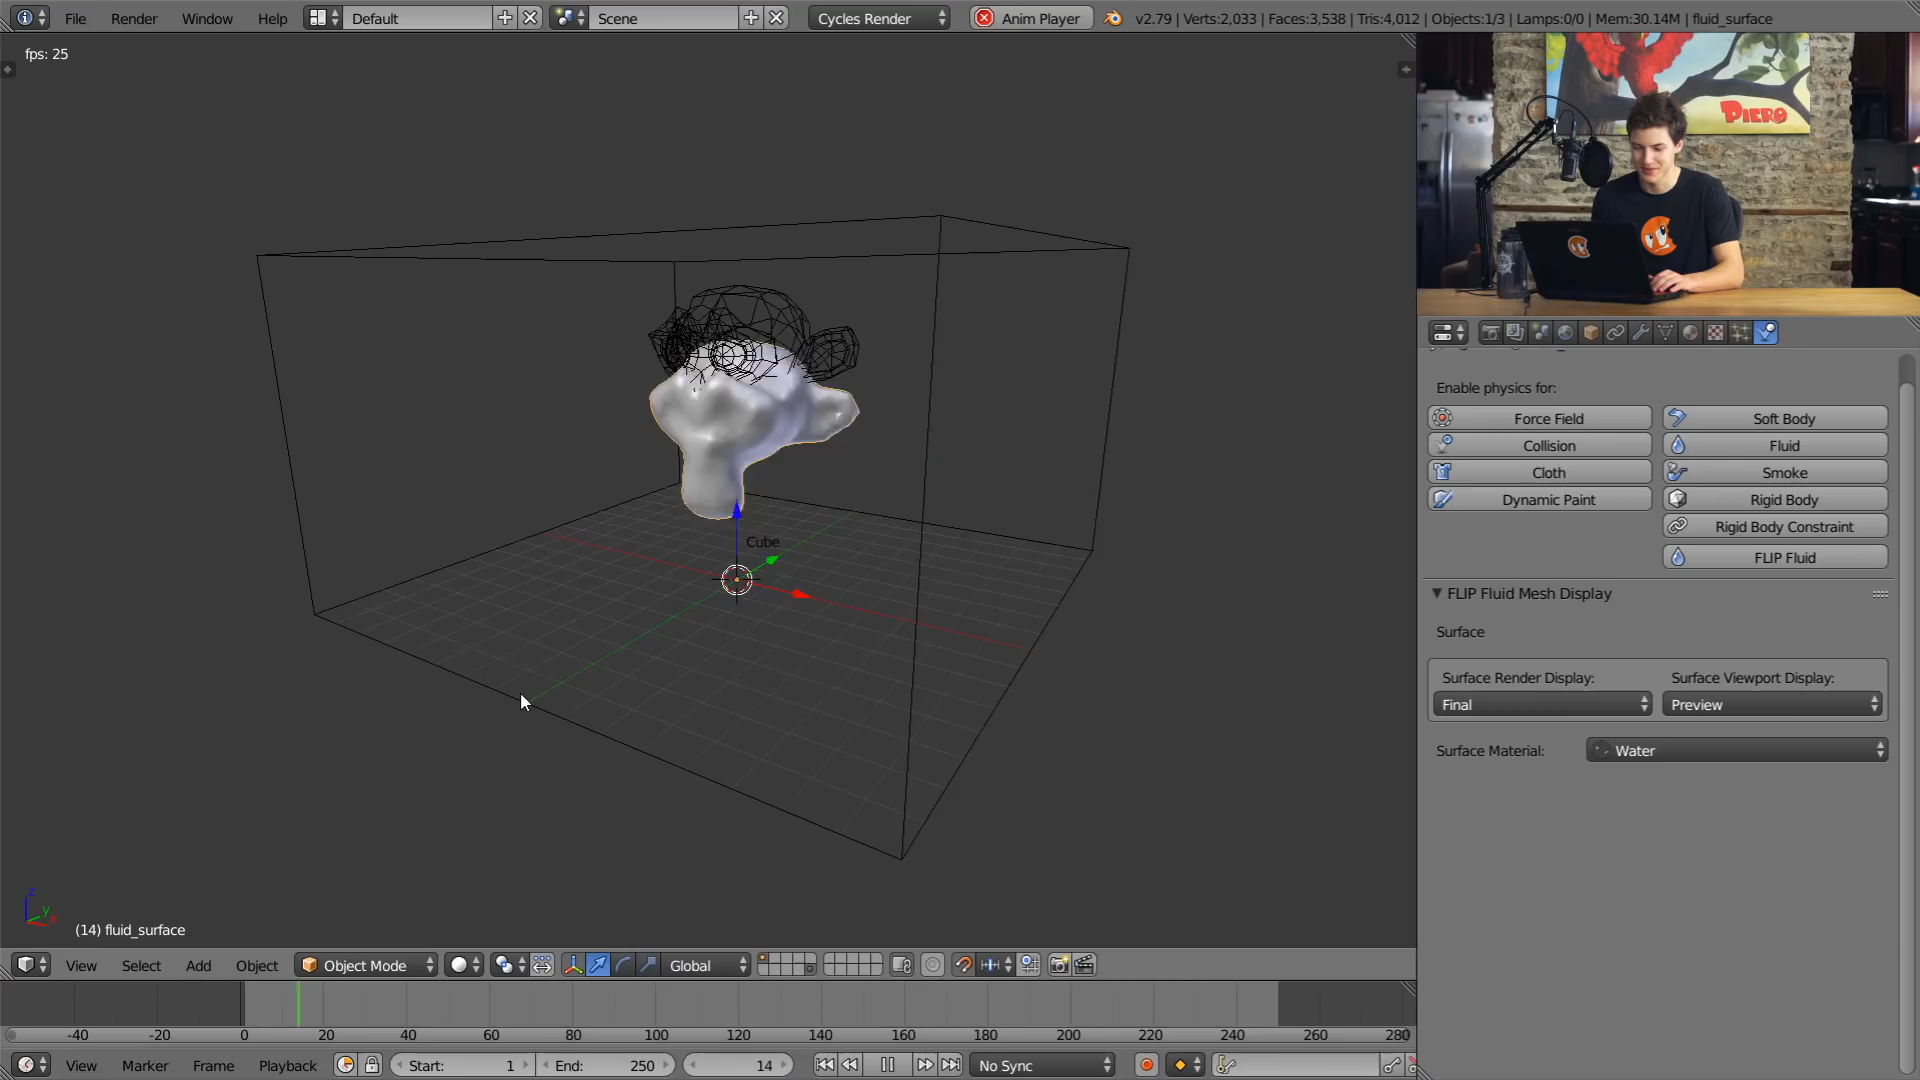 File Render Window Help Default Scene Cycles Render Anim Player v2.79 | Verts:2,033 | Faces:3,538 | Tris:4,012 | Objects:1/3 | Lamps:0/0 | Mem:30.14M | fluid_surface
fps: 25
PIERO
Enable physics for:
Force Field Soft Body
Collision Fluid
Cloth Smoke
Dynamic Paint Rigid Body
Rigid Body Constraint
FLIP Fluid
Cube
FLIP Fluid Mesh Display
Surface
Surface Render Display: Surface Viewport Display:
Final Preview
Surface Material: Water
z
y
x
(14) fluid_surface
View Select Add Object Object Mode Global
-40 -20 0 20 40 60 80 100 120 140 160 180 200 220 240 260 280
View Marker Frame Playback Start: 1 End: 250 14 No Sync